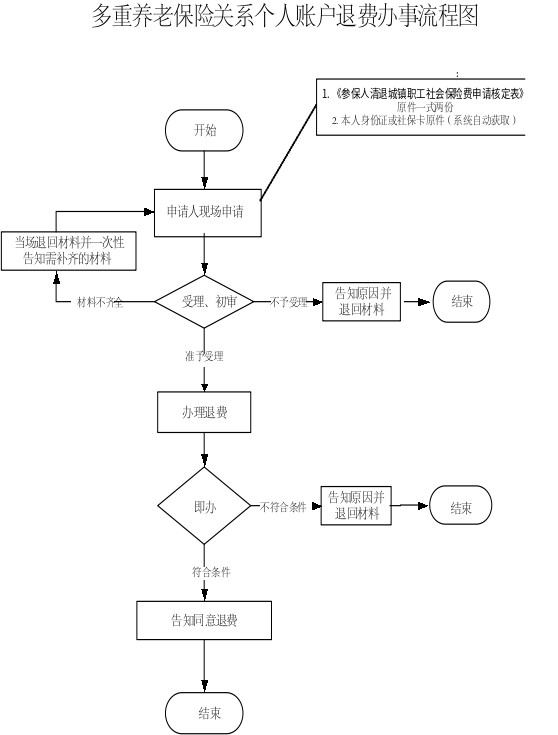 多重养老保险关系个人账户退费办事流程图
:
1. 《参保人清退城镇职工社会保险费申请核定表》
原件一式两份
2. 本人身份证或社保卡原件（系统自动获取）
开始
申请人现场申请
当场退回材料并一次性
告知需补齐的材料
材料不齐全
受理、初审
不予受理
告知原因并
退回材料
结束
准予受理
办理退费
即办
不符合条件
告知原因并
退回材料
结束
符合条件
告知同意退费
结束